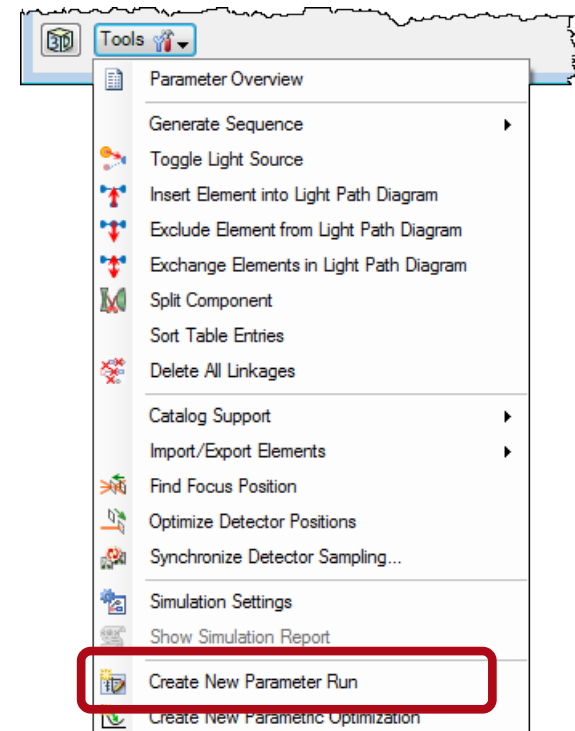 3D
Tools
Parameter Overview
Generate Sequence
Toggle Light Source
Insert Element into Light Path Diagram
Exclude Element from Light Path Diagram
Exchange Elements in Light Path Diagram
Split Component
Sort Table Entries
Delete All Linkages
Catalog Support
Import/Export Elements
Find Focus Position
Optimize Detector Positions
Synchronize Detector Sampling...
Simulation Settings
Show Simulation Report
Create New Parameter Run
Create New Parametric Optimization